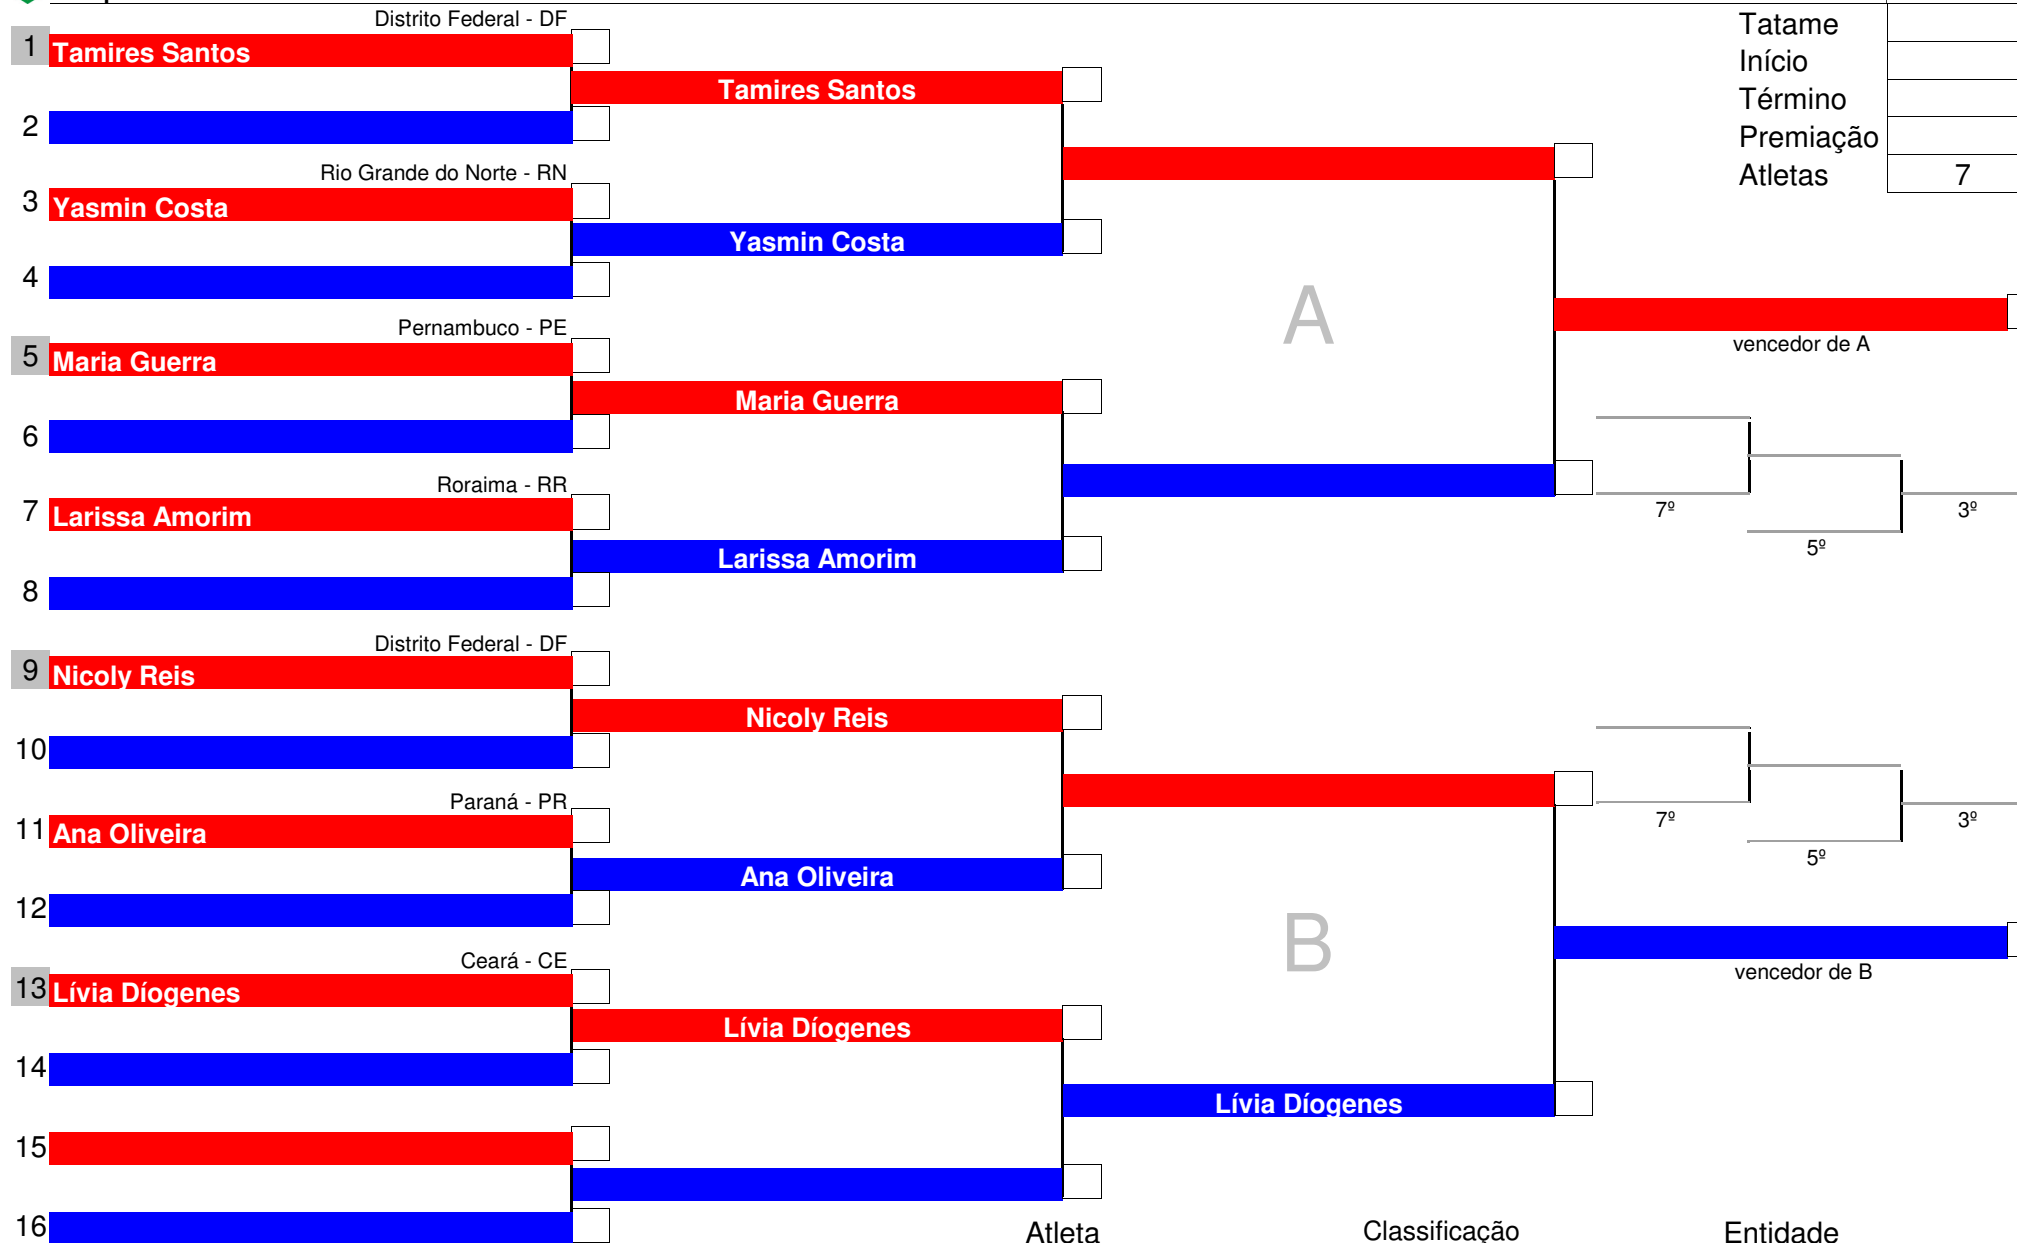 Distrito Federal - DF
1 Tamires Santos
Tamires Santos
2
Rio Grande do Norte - RN
3 Yasmin Costa
Yasmin Costa
4
Pernambuco - PE
5 Maria Guerra
Maria Guerra
6
Roraima - RR
7 Larissa Amorim
Larissa Amorim
8
Distrito Federal - DF
9 Nicoly Reis
Nicoly Reis
10
Paraná - PR
11 Ana Oliveira
Ana Oliveira
12
Ceará - CE
13 Lívia Díogenes
Lívia Díogenes
14
Lívia Díogenes
15
16
A
B
Tatame
Início
Término
Premiação
Atletas 7
vencedor de A
7º
3º
5º
7º
3º
5º
vencedor de B
Atleta Classificação Entidade